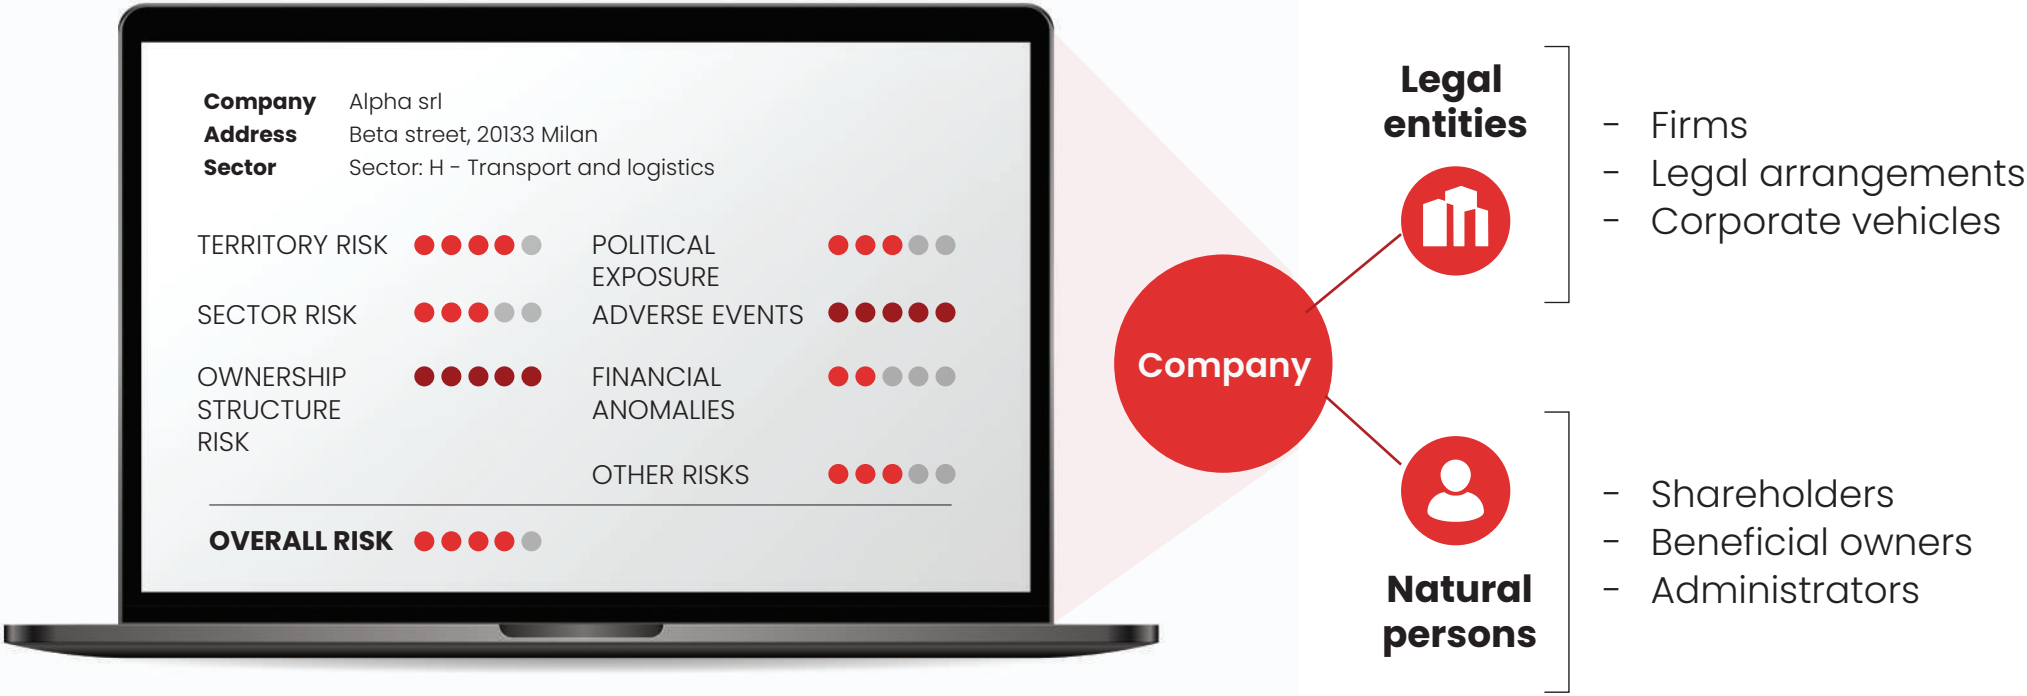 Company Alpha srl
Address Beta street, 20133 Milan
Sector Sector: H - Transport and logistics
TERRITORY RISK
SECTOR RISK
OWNERSHIP
STRUCTURE
RISK
POLITICAL
EXPOSURE
ADVERSE EVENTS
FINANCIAL
ANOMALIES
OTHER RISKS
OVERALL RISK
Company
Legal
entities
- Firms
- Legal arrangements
- Corporate vehicles
Natural
persons
- Shareholders
- Beneficial owners
- Administrators